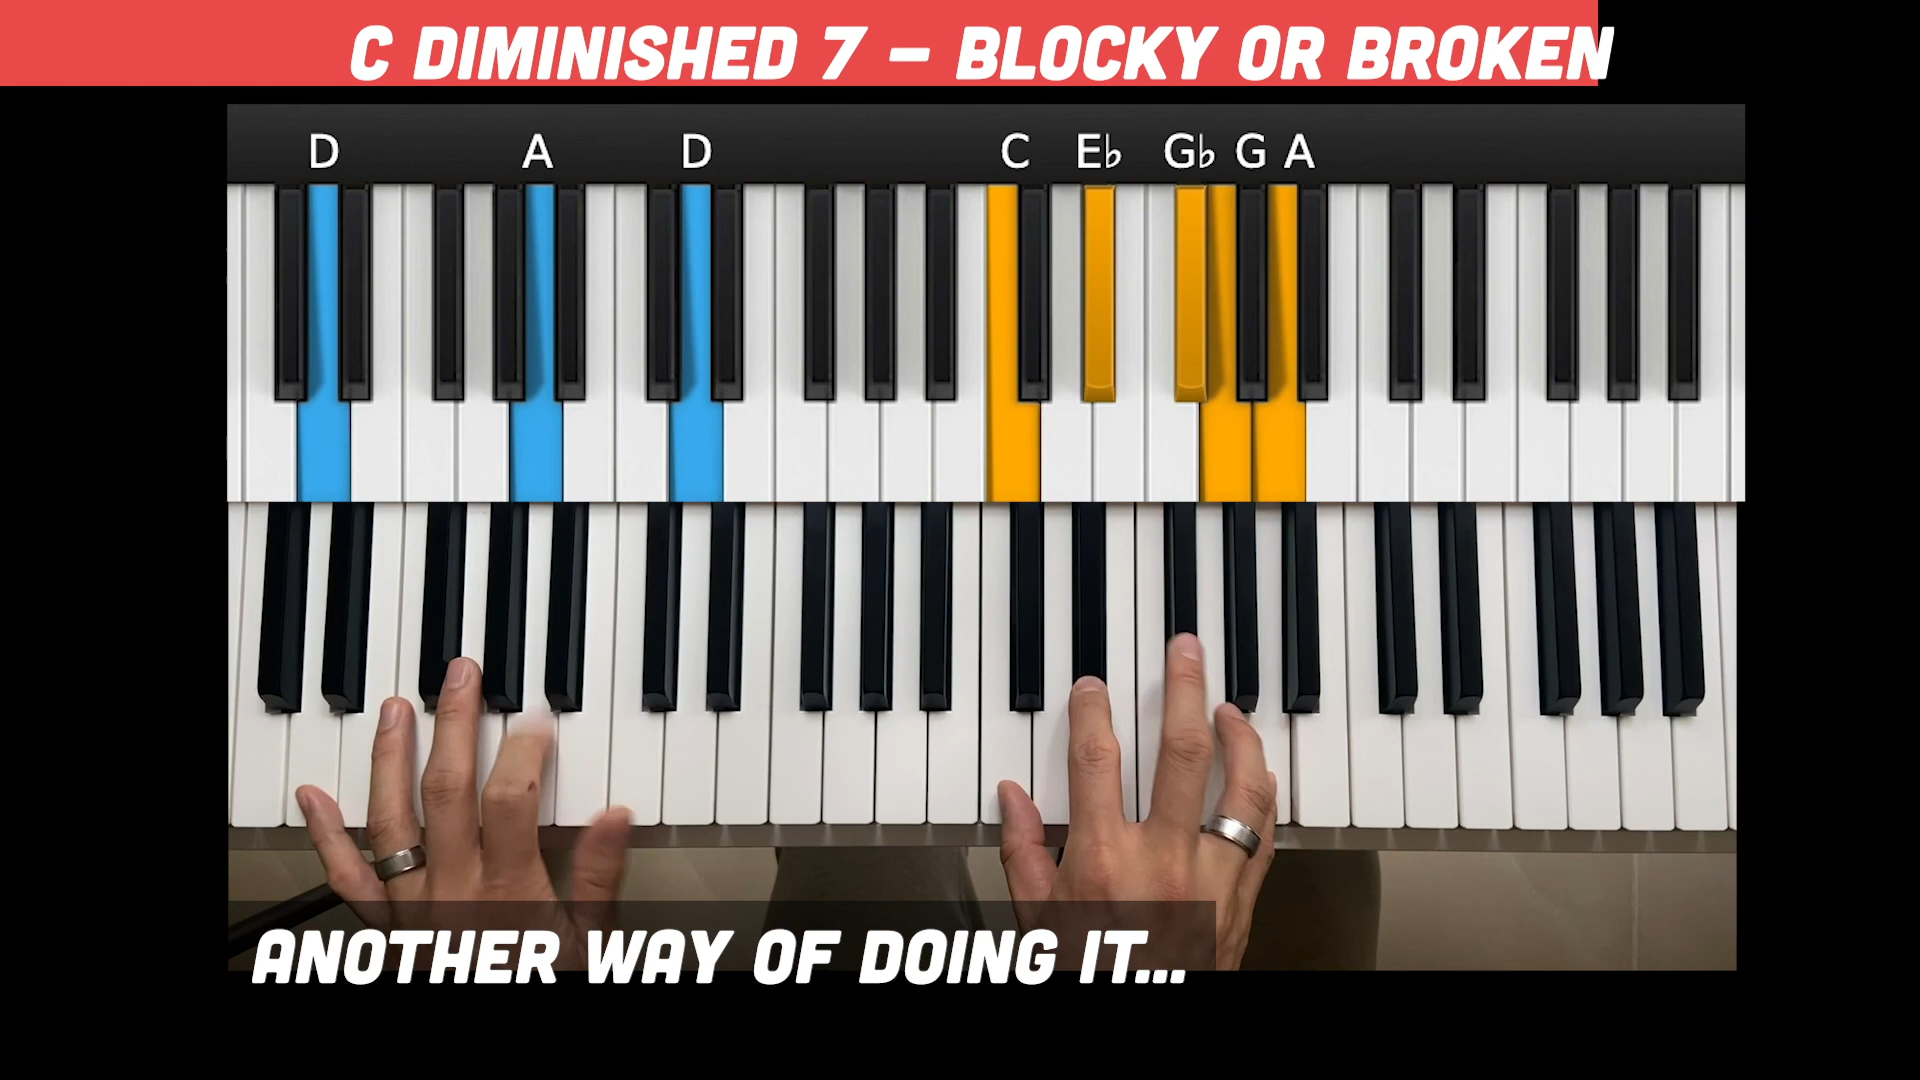 C DIMINISHED 7 – BLOCKY OR BROKEN
D A D C E♭ G♭ G A
ANOTHER WAY OF DOING IT...